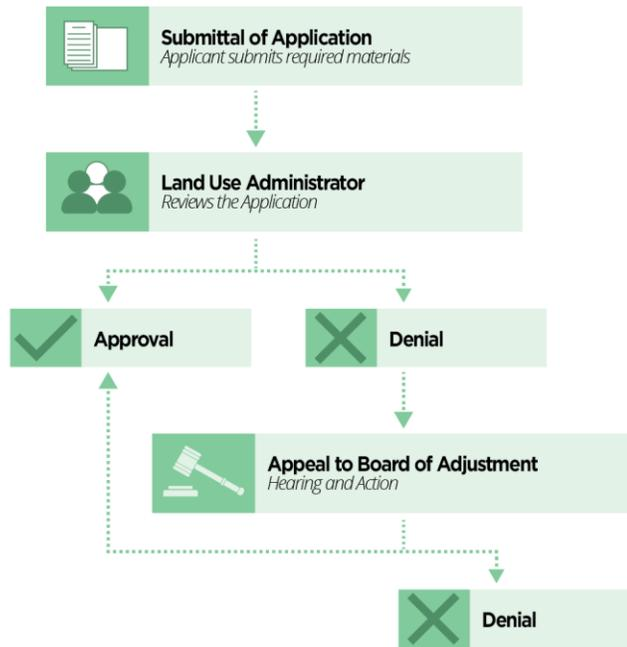 Submittal of Application
Applicant submits required materials
Land Use Administrator
Reviews the Application
Approval
Denial
Appeal to Board of Adjustment
Hearing and Action
Denial